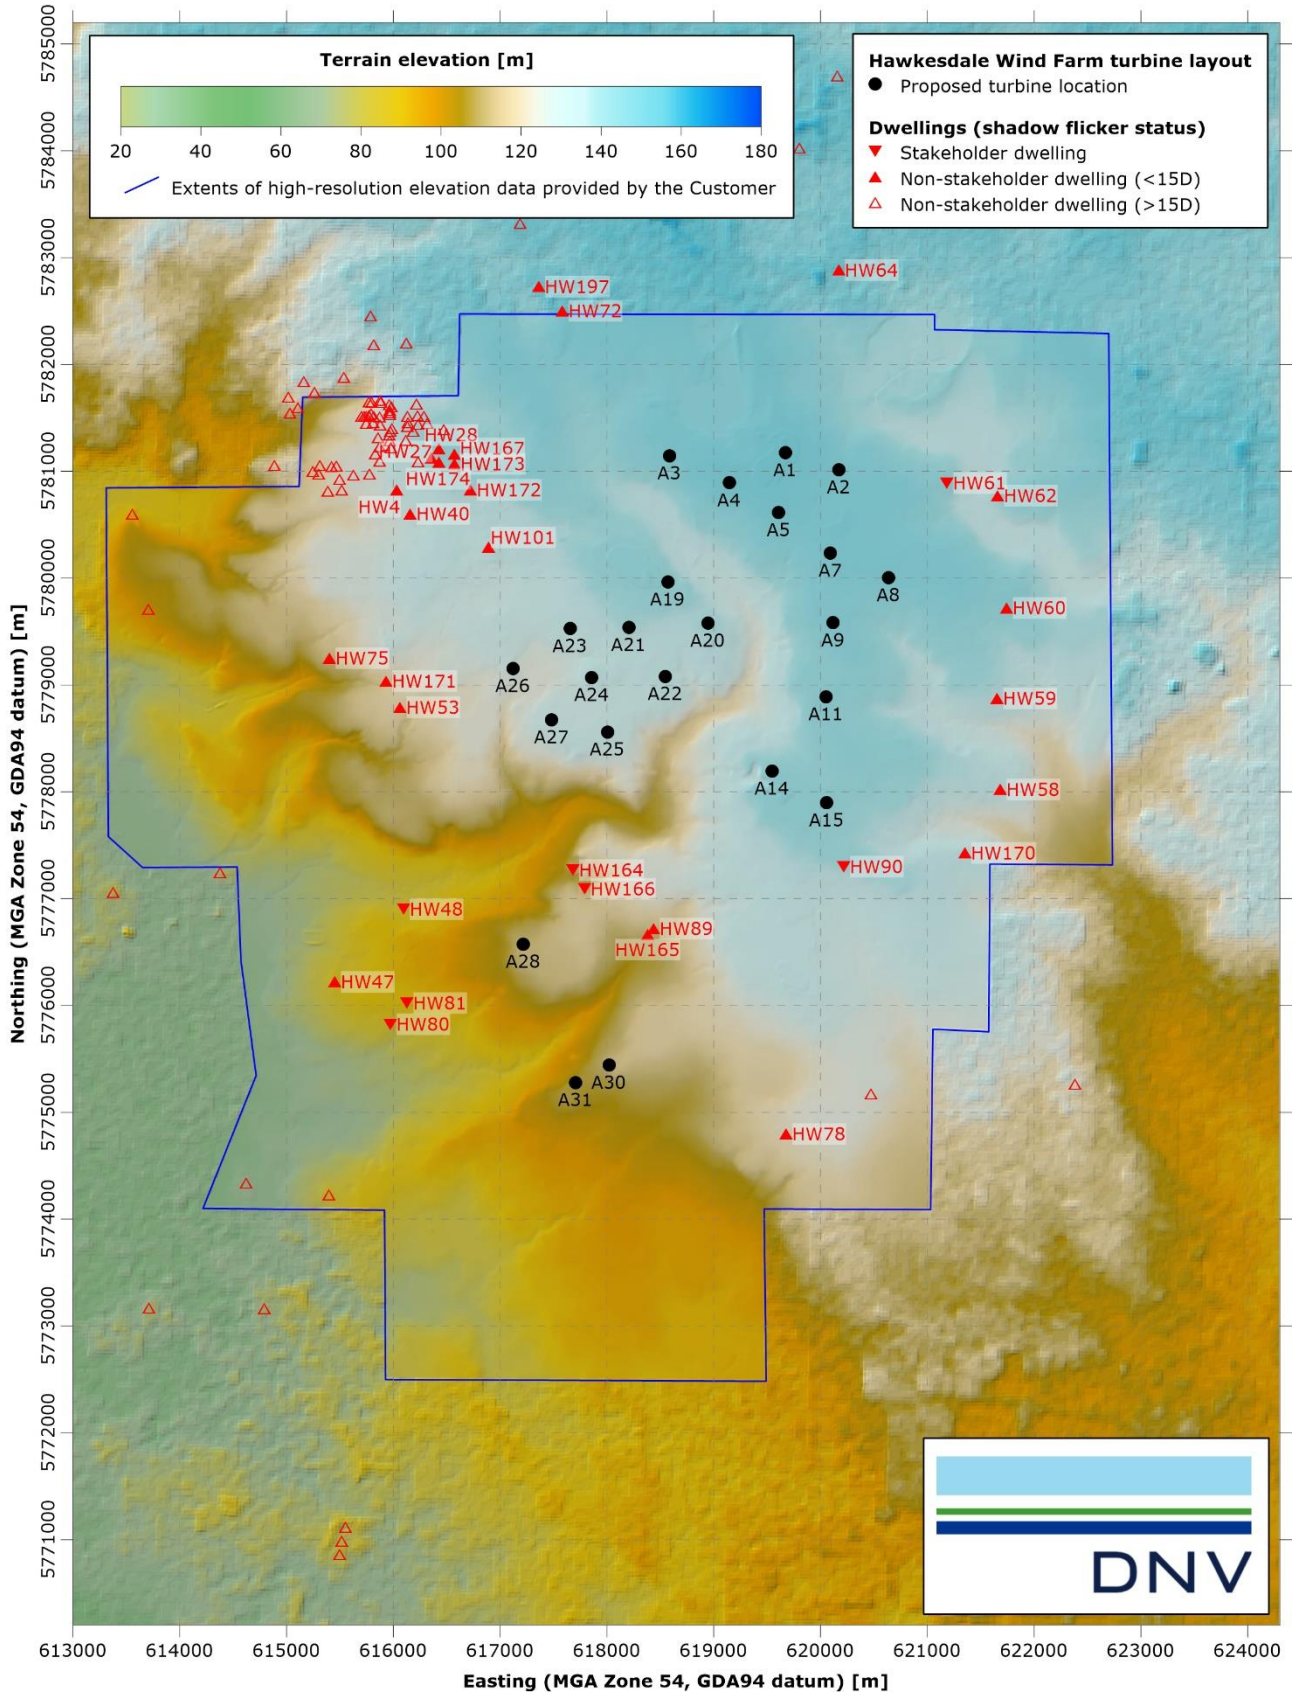 Terrain elevation [m]
20 40 60 80 100 120 140 160 180
Extents of high-resolution elevation data provided by the Customer
Hawkesdale Wind Farm turbine layout
Proposed turbine location
Dwellings (shadow flicker status)
Stakeholder dwelling
Non-stakeholder dwelling (<15D)
Non-stakeholder dwelling (>15D)
5785000
5784000
5783000
5782000
5781000
5780000
5779000
5778000
5777000
5776000
5775000
5774000
5773000
5772000
5771000
Northing (MGA Zone 54, GDA94 datum) [m]
HW64
HW197
HW72
HW28
HW27
HW167
HW173
HW174
HW172
HW4
HW40
HW101
A3
A1
A4
A2
A5
HW61
HW62
A7
A8
A19
HW60
A23
A21
A20
A9
HW75
HW171
A26
A24
A22
HW53
A11
HW59
A27
A25
A14
HW58
A15
HW170
HW164
HW90
HW166
HW48
HW89
HW165
A28
HW47
HW81
HW80
A30
A31
HW78
DNV
613000 614000 615000 616000 617000 618000 619000 620000 621000 622000 623000 624000
Easting (MGA Zone 54, GDA94 datum) [m]